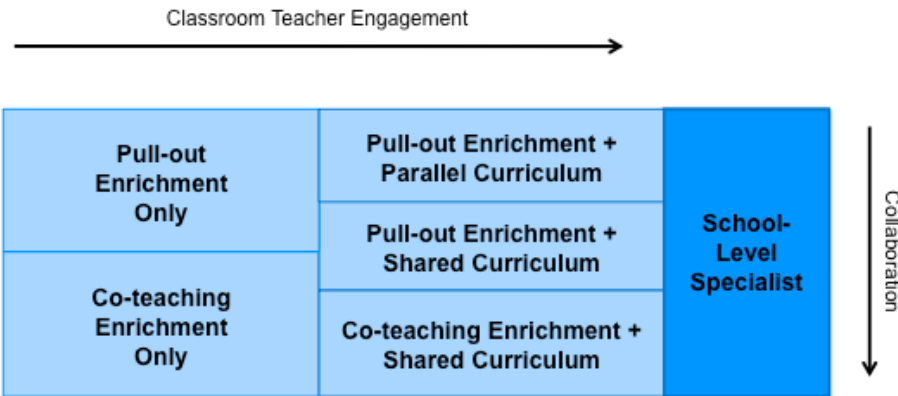 Classroom Teacher Engagement
Pull-out
Enrichment
Only
Co-teaching
Enrichment
Only
Pull-out Enrichment +
Parallel Curriculum
Pull-out Enrichment +
Shared Curriculum
Co-teaching Enrichment +
Shared Curriculum
School-
Level
Specialist
Collaboration